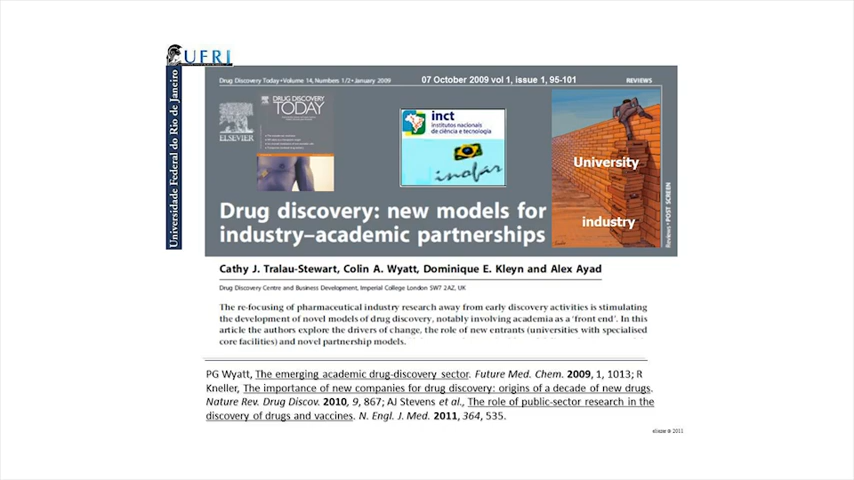 UFRJ
Universidade Federal do Rio de Janeiro
Drug Discovery Today • Volume 14, Numbers 1/2 • January 2009
07 October 2009 vol 1, issue 1, 95-101
REVIEWS
ELSEVIER
DRUG DISCOVERY
TODAY
inct
institutos nacionais
de ciência e tecnologia
inofar
University
industry
Reviews • POST SCREEN
Drug discovery: new models for
industry–academic partnerships
Cathy J. Tralau-Stewart, Colin A. Wyatt, Dominique E. Kleyn and Alex Ayad
Drug Discovery Centre and Business Development, Imperial College London SW7 2AZ, UK
The re-focusing of pharmaceutical industry research away from early discovery activities is stimulating
the development of novel models of drug discovery, notably involving academia as a ‘front end’. In this
article the authors explore the drivers of change, the role of new entrants (universities with specialised
core facilities) and novel partnership models.
PG Wyatt, The emerging academic drug-discovery sector. Future Med. Chem. 2009, 1, 1013; R
Kneller, The importance of new companies for drug discovery: origins of a decade of new drugs.
Nature Rev. Drug Discov. 2010, 9, 867; AJ Stevens et al., The role of public-sector research in the
discovery of drugs and vaccines. N. Engl. J. Med. 2011, 364, 535.
eliezer © 2011